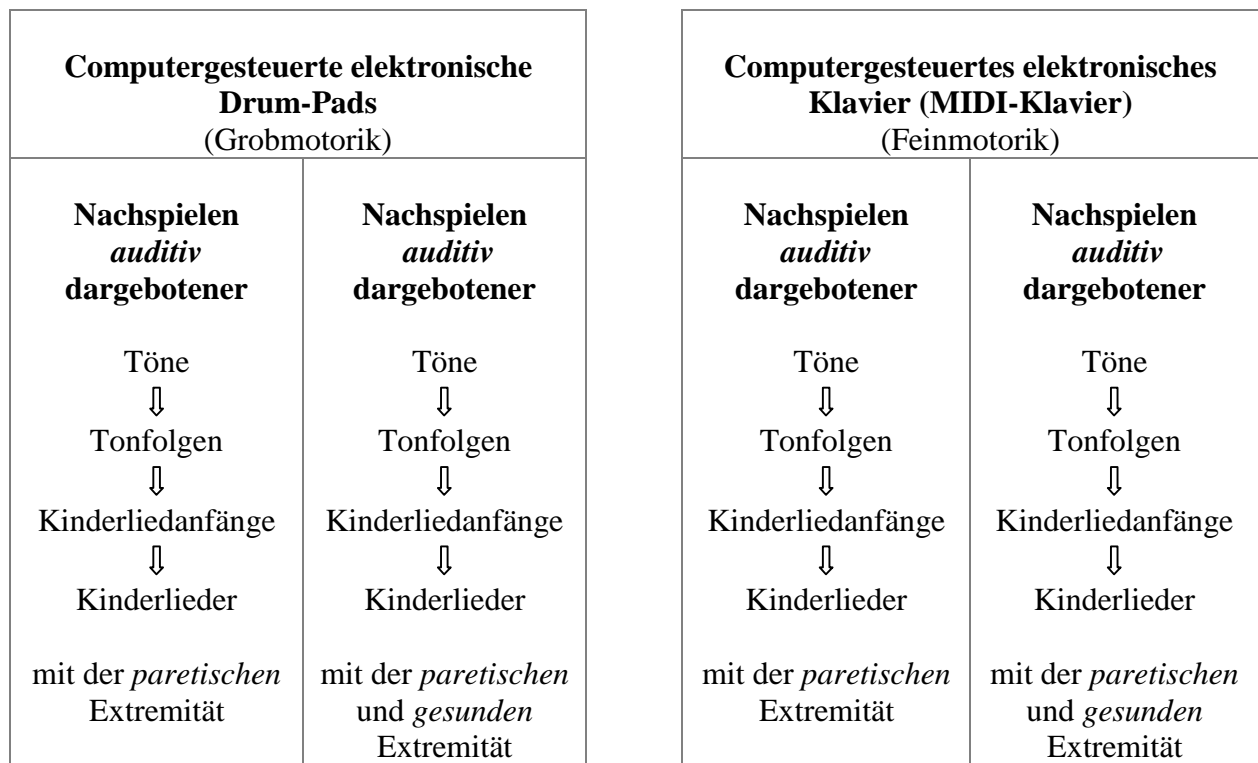 Computergesteuerte elektronische
Drum-Pads
(Grobmotorik)
Nachspielen
auditiv
dargebotener
Töne
⇩
Tonfolgen
⇩
Kinderliedanfänge
⇩
Kinderlieder
mit der paretischen
Extremität
Nachspielen
auditiv
dargebotener
Töne
⇩
Tonfolgen
⇩
Kinderliedanfänge
⇩
Kinderlieder
mit der paretischen
und gesunden
Extremität
Computergesteuertes elektronisches
Klavier (MIDI-Klavier)
(Feinmotorik)
Nachspielen
auditiv
dargebotener
Töne
⇩
Tonfolgen
⇩
Kinderliedanfänge
⇩
Kinderlieder
mit der paretischen
Extremität
Nachspielen
auditiv
dargebotener
Töne
⇩
Tonfolgen
⇩
Kinderliedanfänge
⇩
Kinderlieder
mit der paretischen
und gesunden
Extremität